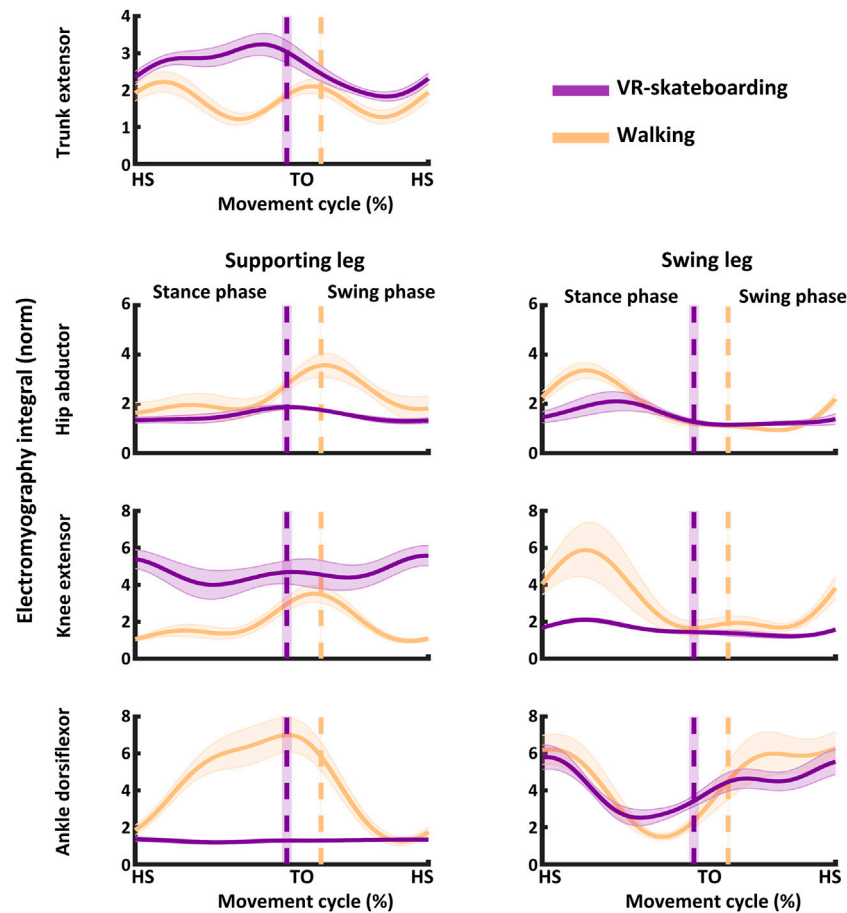 Trunk extensor
4
3
2
1
0
HS TO HS
Movement cycle (%)
VR-skateboarding
Walking
Electromyography integral (norm)
Supporting leg
Swing leg
Stance phase Swing phase
Stance phase Swing phase
Hip abductor
6
4
2
0
6
4
2
0
Knee extensor
8
6
4
2
0
8
6
4
2
0
Ankle dorsiflexor
8
6
4
2
0
HS TO HS
Movement cycle (%)
8
6
4
2
0
HS TO HS
Movement cycle (%)